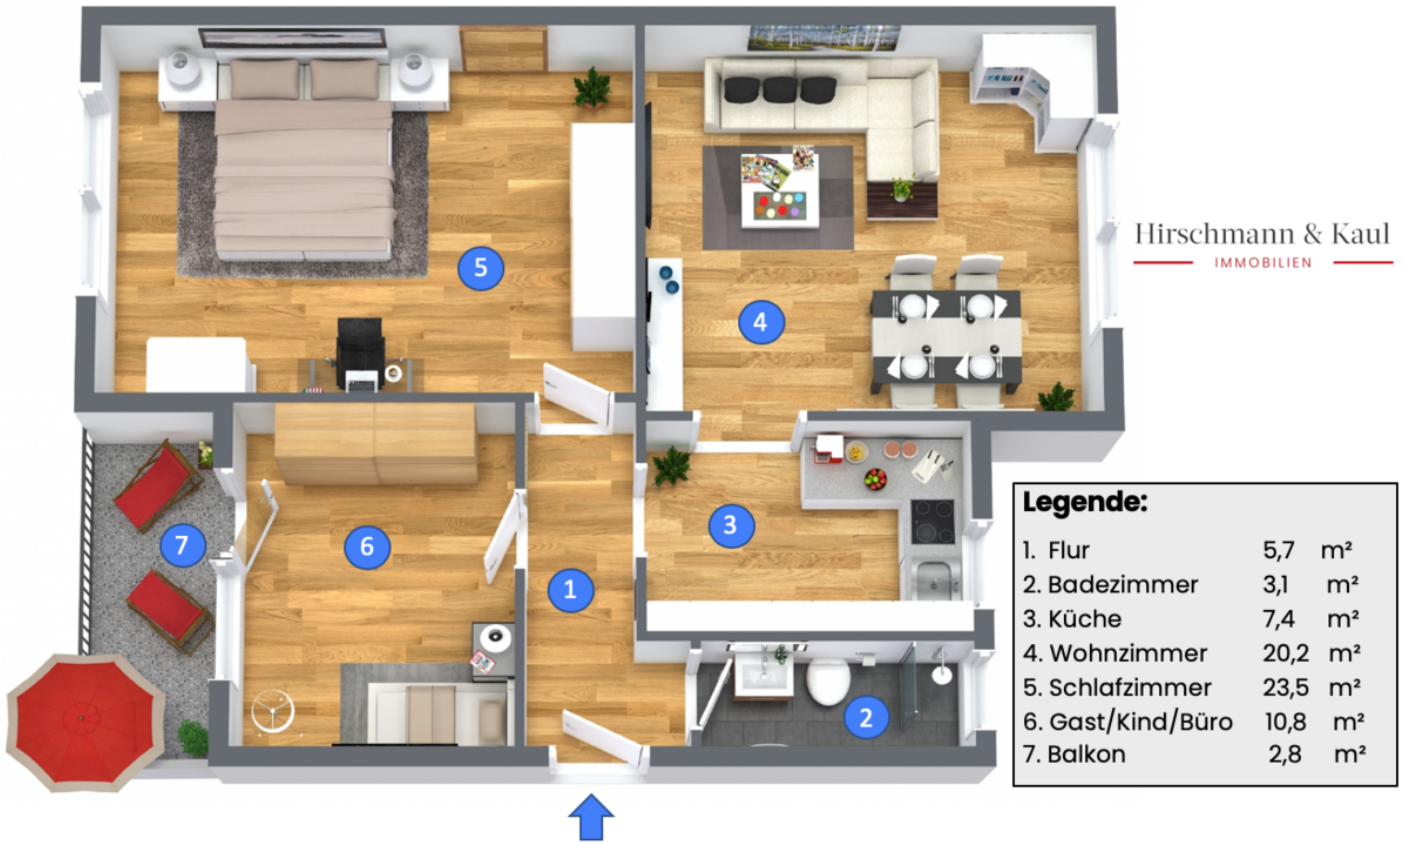 5
4
Hirschmann & Kaul
IMMOBILIEN
3
7
6
1
2
Legende:
1. Flur 5,7 m²
2. Badezimmer 3,1 m²
3. Küche 7,4 m²
4. Wohnzimmer 20,2 m²
5. Schlafzimmer 23,5 m²
6. Gast/Kind/Büro 10,8 m²
7. Balkon 2,8 m²